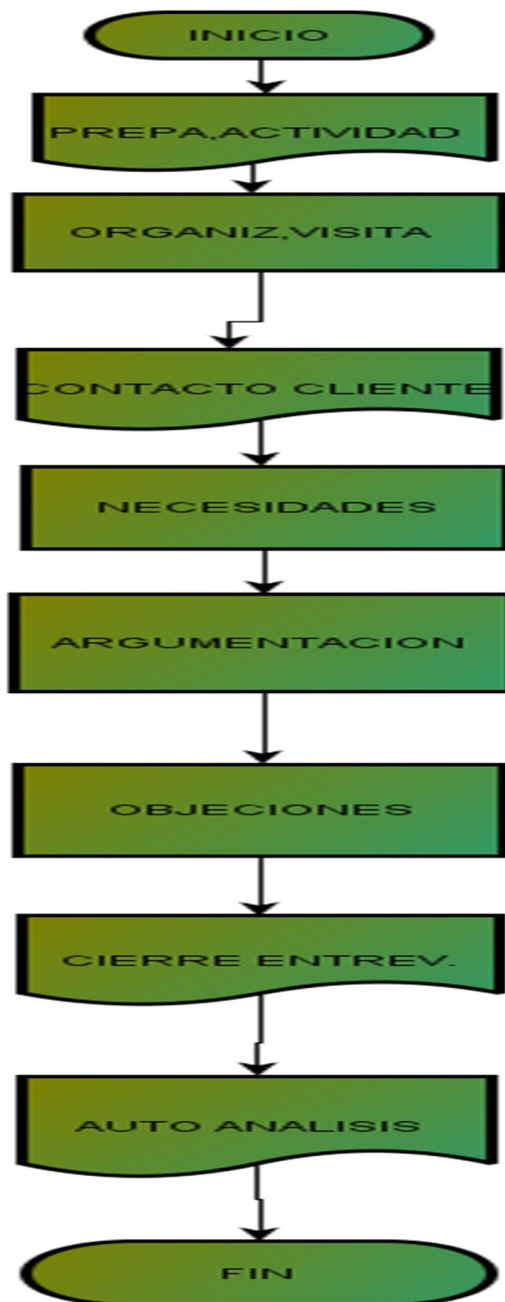 INICIO
PREPA,ACTIVIDAD
ORGANIZ,VISITA
CONTACTO CLIENTE
NECESIDADES
ARGUMENTACION
OBJECIONES
CIERRE ENTREV.
AUTO ANALISIS
FIN